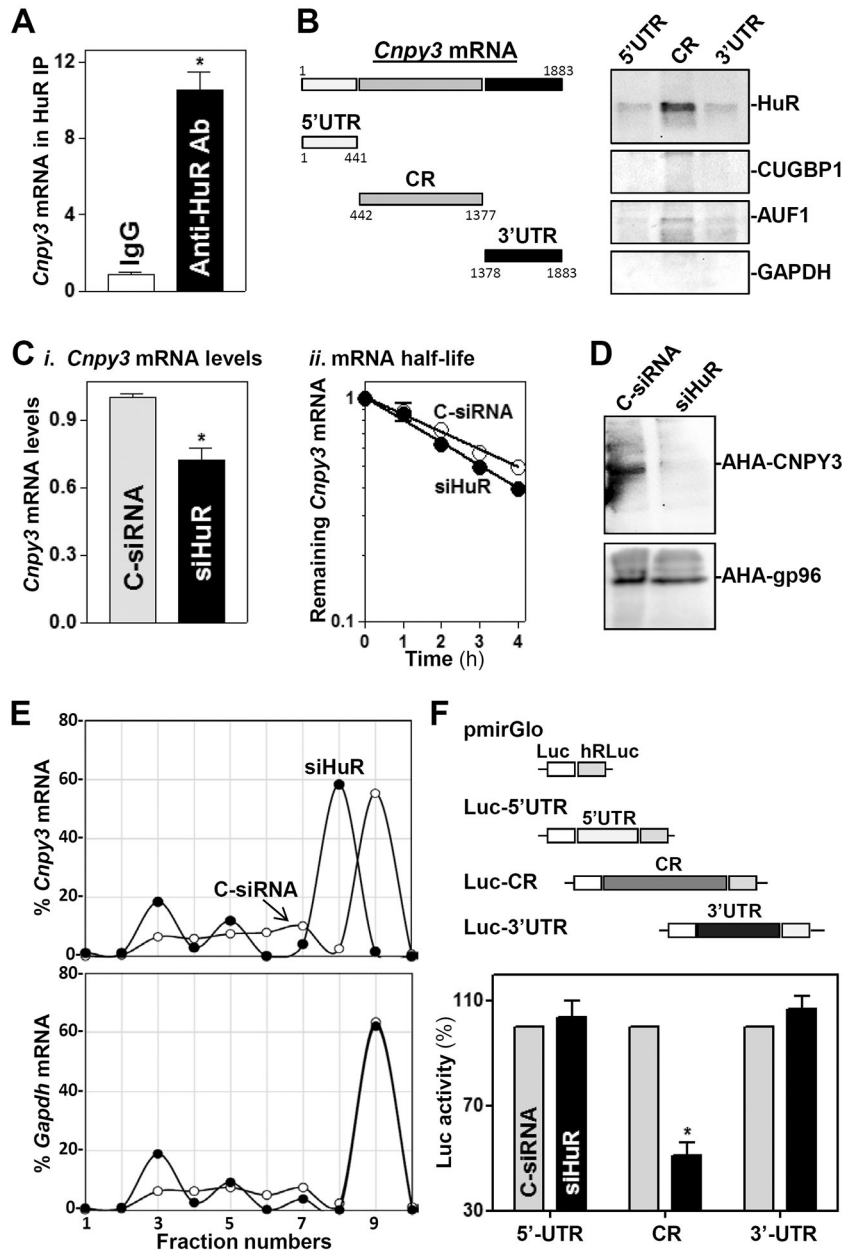 A
Cnpy3 mRNA in HuR IP
12
8
4
0
IgG
Anti-HuR Ab
*
B
Cnpy3 mRNA
1 1883
5'UTR
1 441
CR
442 1377
3'UTR
1378 1883
5'UTR CR 3'UTR
-HuR
-CUGBP1
-AUF1
-GAPDH
C
i. Cnpy3 mRNA levels
Cnpy3 mRNA levels
0.9
0.6
0.3
0.0
C-siRNA
siHuR
*
ii. mRNA half-life
Remaining Cnpy3 mRNA
1
0.1
C-siRNA
siHuR
0 1 2 3 4
Time (h)
D
C-siRNA siHuR
-AHA-CNPY3
-AHA-gp96
E
% Cnpy3 mRNA
80-
60-
40-
20-
0-
siHuR
C-siRNA
% Gapdh mRNA
80-
60-
40-
20-
0-
1 3 5 7 9
Fraction numbers
F
pmirGlo
Luc hRLuc
Luc-5'UTR
5'UTR
Luc-CR
CR
Luc-3'UTR
3'UTR
Luc activity (%)
110
70
30
C-siRNA
siHuR
*
5'-UTR CR 3'-UTR